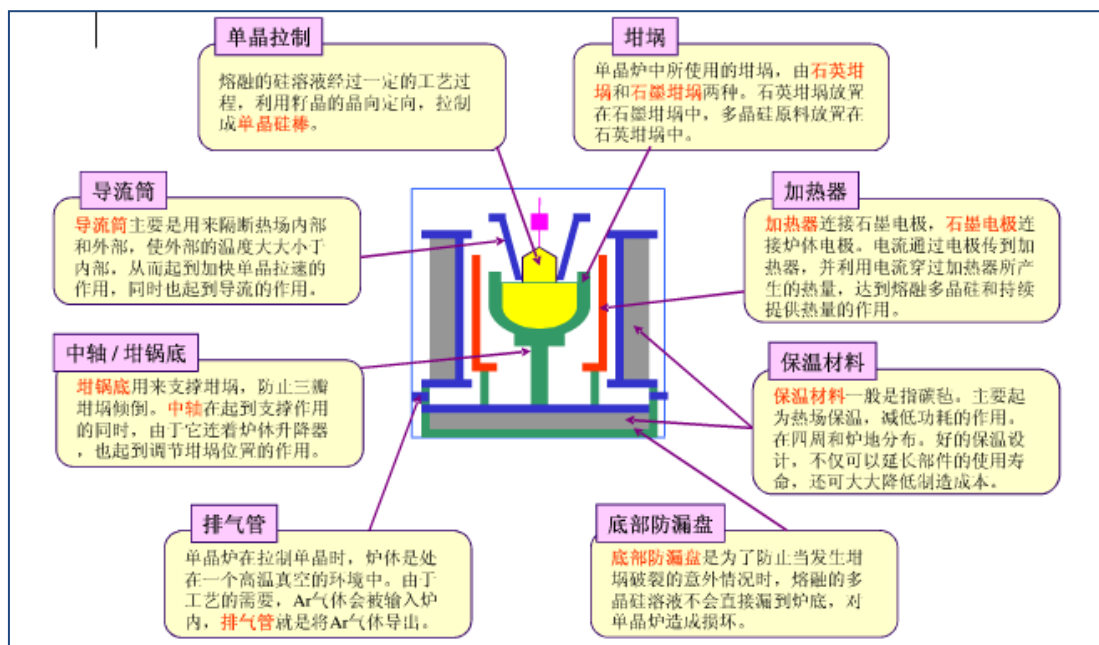 单晶拉制
熔融的硅溶液经过一定的工艺过
程，利用籽晶的晶向定向，拉制
成单晶硅棒。
坩埚
单晶炉中所使用的坩埚，由石英坩
埚和石墨坩埚两种。石英坩埚放置
在石墨坩埚中，多晶硅原料放置在
石英坩埚中。
导流筒
导流筒主要是用来隔断热场内部
和外部，使外部的温度大大小于
内部，从而起到加快单晶拉速的
作用，同时也起到导流的作用。
加热器
加热器连接石墨电极，石墨电极连
接炉体电极。电流通过电极传到加
热器，并利用电流穿过加热器所产
生的热量，达到熔融多晶硅和持续
提供热量的作用。
中轴 / 坩锅底
坩锅底用来支撑坩埚，防止三瓣
坩埚倾倒。中轴在起到支撑作用
的同时，由于它连着炉体升降器
，也起到调节坩埚位置的作用。
保温材料
保温材料一般是指碳毡。主要起
为热场保温，减低功耗的作用。
在四周和炉地分布。好的保温设
计，不仅可以延长部件的使用寿
命，还可大大降低制造成本。
排气管
单晶炉在拉制单晶时，炉体是处
在一个高温真空的环境中。由于
工艺的需要，Ar气体会被输入炉
内，排气管就是将Ar气体导出。
底部防漏盘
底部防漏盘是为了防止当发生坩
埚破裂的意外情况时，熔融的多
晶硅溶液不会直接漏到炉底，对
单晶炉造成损坏。